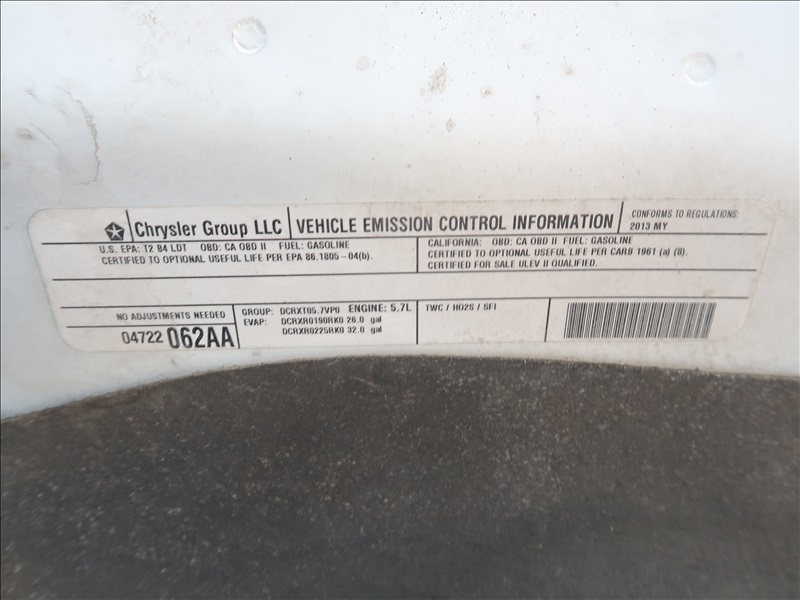 Chrysler Group LLC
VEHICLE EMISSION CONTROL INFORMATION
CONFORMS TO REGULATIONS:
2013 MY
U.S. EPA: T2 B4 LDT OBD: CA OBD II FUEL: GASOLINE
CERTIFIED TO OPTIONAL USEFUL LIFE PER EPA 86.1805-04(b).
CALIFORNIA: OBD: CA OBD II FUEL: GASOLINE
CERTIFIED TO OPTIONAL USEFUL LIFE PER CARB 1961 (a) (8).
CERTIFIED FOR SALE ULEV II QUALIFIED.
NO ADJUSTMENTS NEEDED
04722 062AA
GROUP: DCRXT05.7VP0 ENGINE: 5.7L
EVAP: DCRXR0190RK0 26.0 gal
DCRXR0225RK0 32.0 gal
TWC / HO2S / SFI